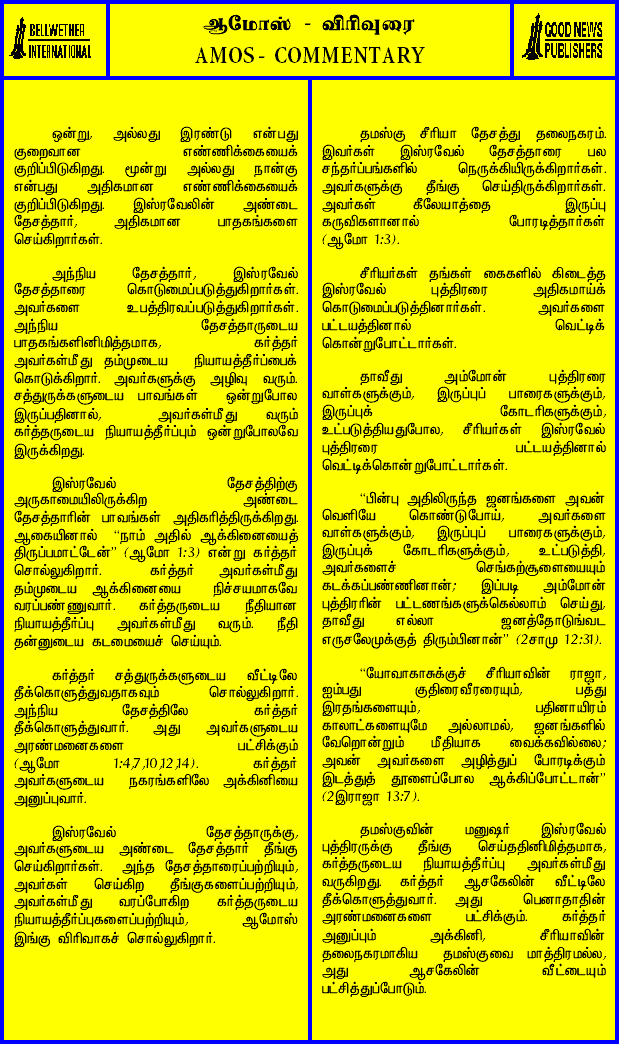 BELLWETHER
INTERNATIONAL
ஆமோஸ் - விரிவுரை
AMOS - COMMENTARY
GOOD NEWS
PUBLISHERS
ஒன்று, அல்லது இரண்டு என்பது
குறைவான எண்ணிக்கையைக்
குறிப்பிடுகிறது. மூன்று அல்லது நான்கு
என்பது அதிகமான எண்ணிக்கையைக்
குறிப்பிடுகிறது. இஸ்ரவேலின் அண்டை
தேசத்தார், அதிகமான பாதகங்களை
செய்கிறார்கள்.
அந்நிய தேசத்தார், இஸ்ரவேல்
தேசத்தாரை கொடுமைப்படுத்துகிறார்கள்.
அவர்களை உபத்திரவப்படுத்துகிறார்கள்.
அந்நிய தேசத்தாருடைய
பாதகங்களினிமித்தமாக, கர்த்தர்
அவர்கள்மீது தம்முடைய நியாயத்தீர்ப்பைக்
கொடுக்கிறார். அவர்களுக்கு அழிவு வரும்.
சத்துருக்களுடைய பாவங்கள் ஒன்றுபோல
இருப்பதினால், அவர்கள்மீது வரும்
கர்த்தருடைய நியாயத்தீர்ப்பும் ஒன்றுபோலவே
இருக்கிறது.
இஸ்ரவேல் தேசத்திற்கு
அருகாமையிலிருக்கிற அண்டை
தேசத்தாரின் பாவங்கள் அதிகரித்திருக்கிறது.
ஆகையினால் “நாம் அதில் ஆக்கினையைத்
திருப்பமாட்டேன்” (ஆமோ 1:3) என்று கர்த்தர்
சொல்லுகிறார். கர்த்தர் அவர்கள்மீது
தம்முடைய ஆக்கினையை நிச்சயமாகவே
வரப்பண்ணுவார். கர்த்தருடைய நீதியான
நியாயத்தீர்ப்பு அவர்கள்மீது வரும். நீதி
தன்னுடைய கடமையைச் செய்யும்.
கர்த்தர் சத்துருக்களுடைய வீட்டிலே
தீக்கொளுத்துவதாகவும் சொல்லுகிறார்.
அந்நிய தேசத்திலே கர்த்தர்
தீக்கொளுத்துவார். அது அவர்களுடைய
அரண்மனைகளை பட்சிக்கும்
(ஆமோ 1:4,7,10,12,14). கர்த்தர்
அவர்களுடைய நகரங்களிலே அக்கினியை
அனுப்புவார்.
இஸ்ரவேல் தேசத்தாருக்கு,
அவர்களுடைய அண்டை தேசத்தார் தீங்கு
செய்கிறார்கள். அந்த தேசத்தாரைப்பற்றியும்,
அவர்கள் செய்கிற தீங்குகளைப்பற்றியும்,
அவர்கள்மீது வரப்போகிற கர்த்தருடைய
நியாயத்தீர்ப்புகளைப்பற்றியும், ஆமோஸ்
இங்கு விரிவாகச் சொல்லுகிறார்.
தமஸ்கு சீரியா தேசத்து தலைநகரம்.
இவர்கள் இஸ்ரவேல் தேசத்தாரை பல
சந்தர்ப்பங்களில் நெருக்கியிருக்கிறார்கள்.
அவர்களுக்கு தீங்கு செய்திருக்கிறார்கள்.
அவர்கள் கீலேயாத்தை இருப்பு
கருவிகளானால் போரடித்தார்கள்
(ஆமோ 1:3).
சீரியர்கள் தங்கள் கைகளில் கிடைத்த
இஸ்ரவேல் புத்திரரை அதிகமாய்க்
கொடுமைப்படுத்தினார்கள். அவர்களை
பட்டயத்தினால் வெட்டிக்
கொன்றுபோட்டார்கள்.
தாவீது அம்மோன் புத்திரரை
வாள்களுக்கும், இருப்புப் பாரைகளுக்கும்,
இருப்புக் கோடரிகளுக்கும்,
உட்படுத்தியதுபோல, சீரியர்கள் இஸ்ரவேல்
புத்திரரை பட்டயத்தினால்
வெட்டிக்கொன்றுபோட்டார்கள்.
“பின்பு அதிலிருந்த ஜனங்களை அவன்
வெளியே கொண்டுபோய், அவர்களை
வாள்களுக்கும், இருப்புப் பாரைகளுக்கும்,
இருப்புக் கோடரிகளுக்கும், உட்படுத்தி,
அவர்களைச் செங்கற்சூளையையும்
கடக்கப்பண்ணினான்; இப்படி அம்மோன்
புத்திரரின் பட்டணங்களுக்கெல்லாம் செய்து,
தாவீது எல்லா ஜனத்தோடுங்வட
எருசலேமுக்குத் திரும்பினான்” (2சாமு 12:31).
“யோவாகாசுக்குச் சீரியாவின் ராஜா,
ஐம்பது குதிரைவீரரையும், பத்து
இரதங்களையும், பதினாயிரம்
காலாட்களையுமே அல்லாமல், ஜனங்களில்
வேறொன்றும் மீதியாக வைக்கவில்லை;
அவன் அவர்களை அழித்துப் போரடிக்கும்
இடத்துத் தூளைப்போல ஆக்கிப்போட்டான்”
(2இராஜா 13:7).
தமஸ்குவின் மனுஷர் இஸ்ரவேல்
புத்திரருக்கு தீங்கு செய்ததினிமித்தமாக,
கர்த்தருடைய நியாயத்தீர்ப்பு அவர்கள்மீது
வருகிறது. கர்த்தர் ஆசகேலின் வீட்டிலே
தீக்கொளுத்துவார். அது பெனாதாதின்
அரண்மனைகளை பட்சிக்கும். கர்த்தர்
அனுப்பும் அக்கினி, சீரியாவின்
தலைநகரமாகிய தமஸ்குவை மாத்திரமல்ல,
அது ஆசகேலின் வீட்டையும்
பட்சித்துப்போடும்.